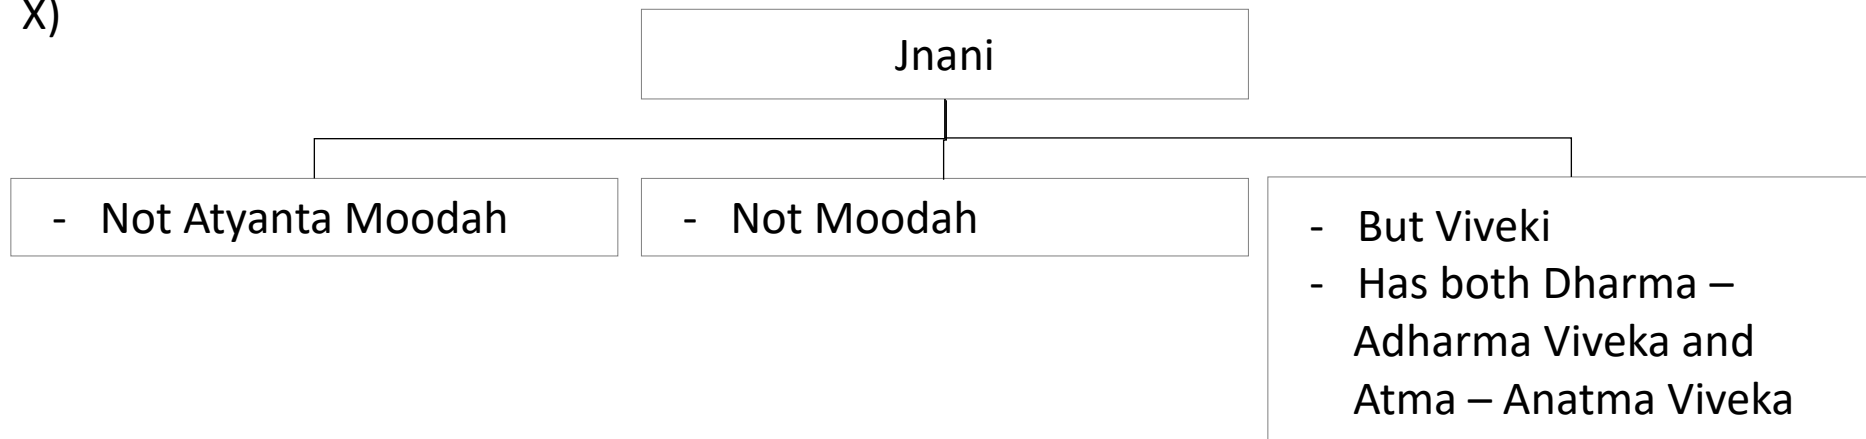 X)
Jnani
- Not Atyanta Moodah
- Not Moodah
- But Viveki
- Has both Dharma –
Adharma Viveka and
Atma – Anatma Viveka